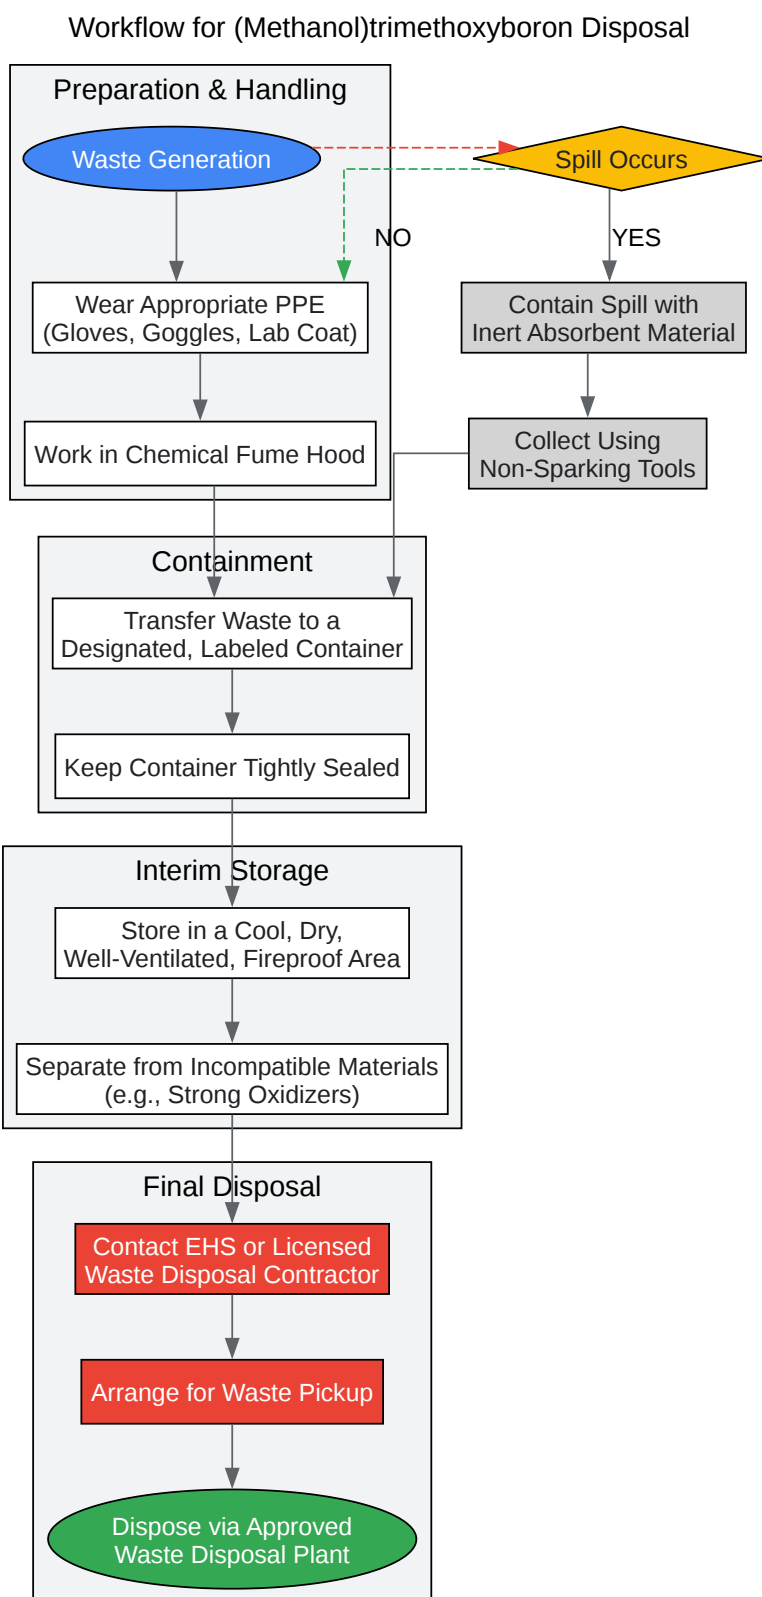 Workflow for (Methanol)trimethoxyboron Disposal
Preparation & Handling
Waste Generation
Spill Occurs
NO
YES
Wear Appropriate PPE
(Gloves, Goggles, Lab Coat)
Contain Spill with
Inert Absorbent Material
Work in Chemical Fume Hood
Collect Using
Non-Sparking Tools
Containment
Transfer Waste to a
Designated, Labeled Container
Keep Container Tightly Sealed
Interim Storage
Store in a Cool, Dry,
Well-Ventilated, Fireproof Area
Separate from Incompatible Materials
(e.g., Strong Oxidizers)
Final Disposal
Contact EHS or Licensed
Waste Disposal Contractor
Arrange for Waste Pickup
Dispose via Approved
Waste Disposal Plant